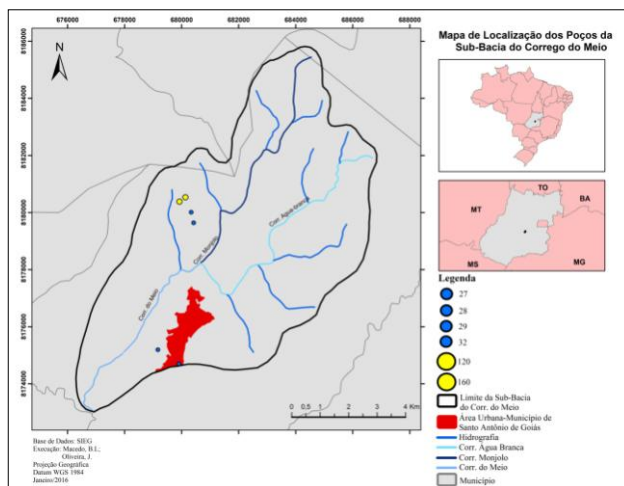 Mapa de Localização dos Poços da
Sub-Bacia do Corrego do Meio
676000
678000
680000
682000
684000
686000
688000
8186000
8184000
8182000
8180000
8178000
8176000
8174000
N
Corr. Agua-branca
Corr. Monjolo
Corr. do Meio
0 0,5 1 2 3 4 Km
TO
MT
BA
MS
MG
Legenda
27
28
29
32
120
160
Limite da Sub-Bacia
do Corr. do Meio
Área Urbana-Município de
Santo Antônio de Goiás
Hidrografia
Corr. Água Branca
Corr. Monjolo
Corr. do Meio
Município
Base de Dados: SIEG
Execução: Macedo, B.L;
Oliveira, J.
Projeção Geográfica
Datum WGS 1984
Janeiro/2016